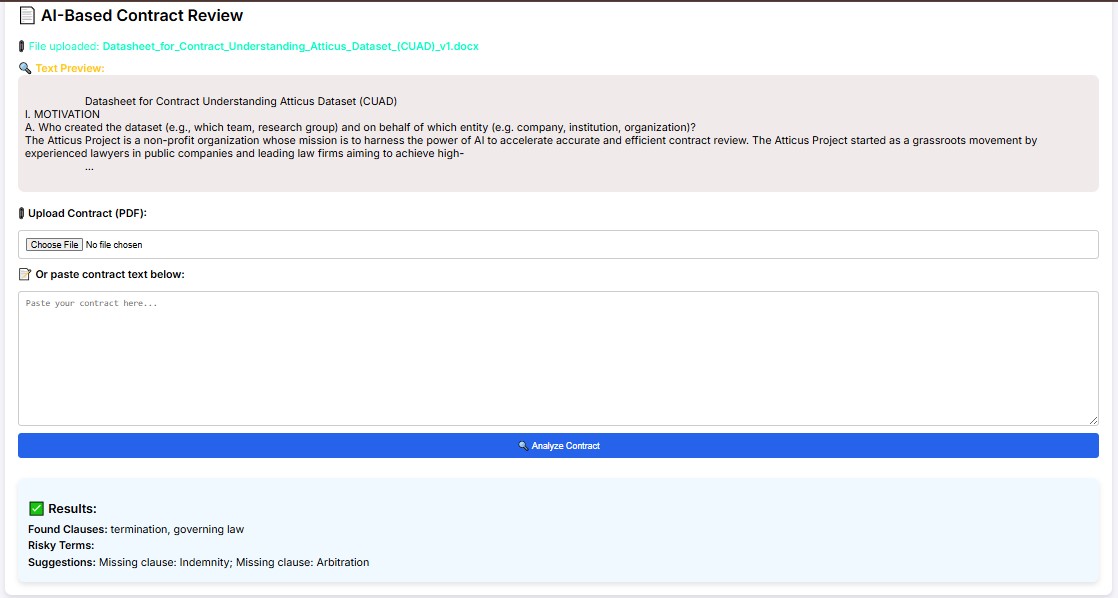 AI-Based Contract Review
File uploaded: Datasheet_for_Contract_Understanding_Atticus_Dataset_(CUAD)_v1.docx
Text Preview:
Datasheet for Contract Understanding Atticus Dataset (CUAD)
I. MOTIVATION
A. Who created the dataset (e.g., which team, research group) and on behalf of which entity (e.g. company, institution, organization)?
The Atticus Project is a non-profit organization whose mission is to harness the power of AI to accelerate accurate and efficient contract review. The Atticus Project started as a grassroots movement by
experienced lawyers in public companies and leading law firms aiming to achieve high-
...
Upload Contract (PDF):
Choose File No file chosen
Or paste contract text below:
Paste your contract here...
Analyze Contract
Results:
Found Clauses: termination, governing law
Risky Terms:
Suggestions: Missing clause: Indemnity; Missing clause: Arbitration